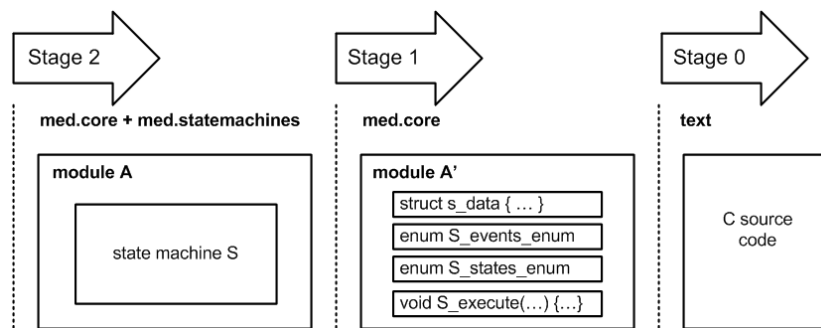 Stage 2
Stage 1
Stage 0
med.core + med.statemachines
med.core
text
module A
state machine S
module A’
struct s_data { … }
enum S_events_enum
enum S_states_enum
void S_execute(…) {…}
C source
code